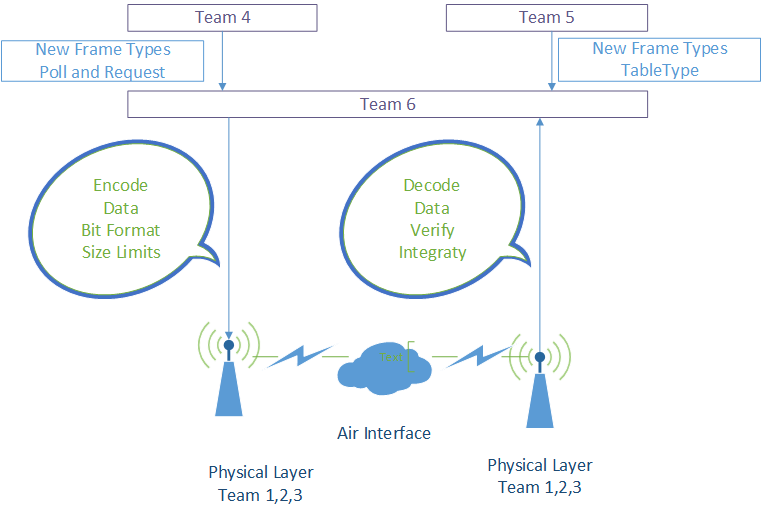 Team 4
Team 5
New Frame Types
Poll and Request
New Frame Types
TableType
Team 6
Encode
Data
Bit Format
Size Limits
Decode
Data
Verify
Integraty
Air Interface
Physical Layer
Team 1,2,3
Physical Layer
Team 1,2,3